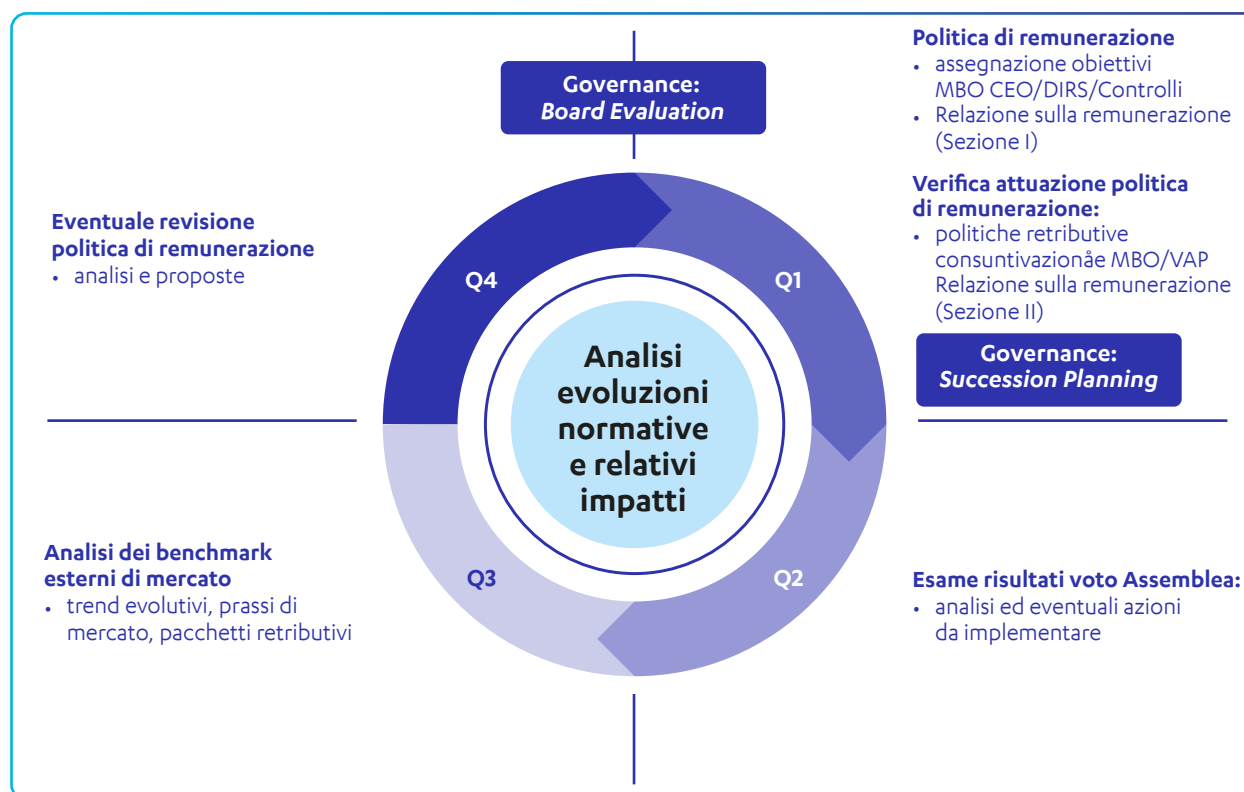 Governance:
Board Evaluation
Politica di remunerazione
• assegnazione obiettivi
MBO CEO/DIRS/Controlli
• Relazione sulla remunerazione
(Sezione I)
Verifica attuazione politica
di remunerazione:
• politiche retributive
consuntivazionåe MBO/VAP
Relazione sulla remunerazione
(Sezione II)
Governance:
Succession Planning
Eventuale revisione
politica di remunerazione
• analisi e proposte
Q4
Q1
Analisi
evoluzioni
normative
e relativi
impatti
Q3
Q2
Analisi dei benchmark
esterni di mercato
• trend evolutivi, prassi di
mercato, pacchetti retributivi
Esame risultati voto Assemblea:
• analisi ed eventuali azioni
da implementare